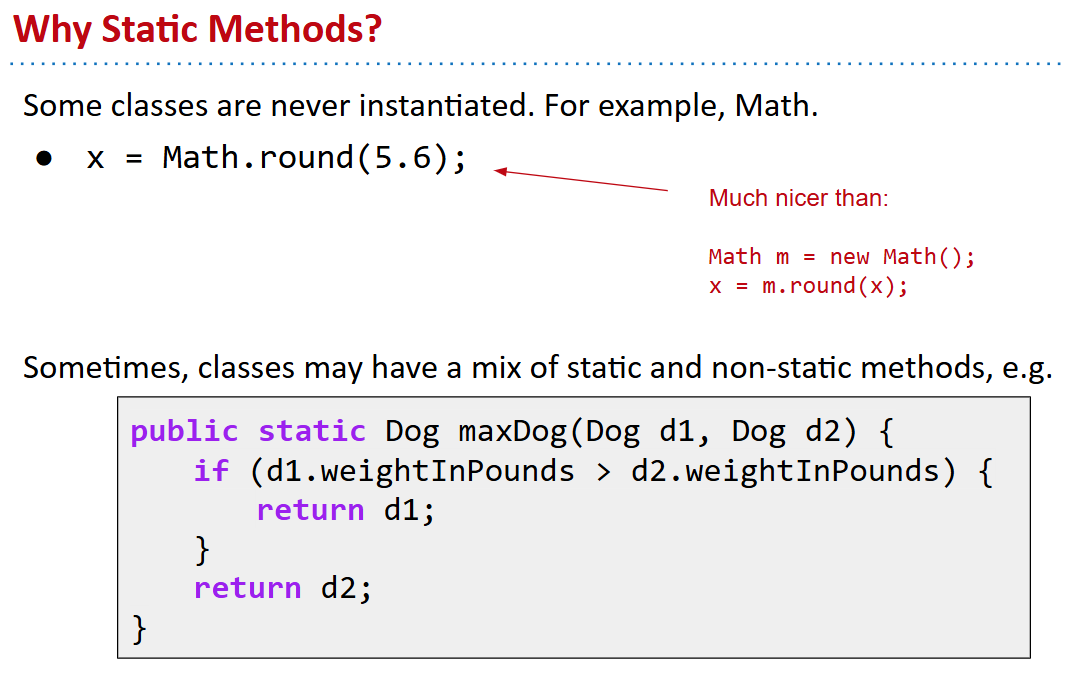 Why Static Methods?
Some classes are never instantiated. For example, Math.
● x = Math.round(5.6);
Much nicer than:
Math m = new Math();
x = m.round(x);
Sometimes, classes may have a mix of static and non-static methods, e.g.
public static Dog maxDog(Dog d1, Dog d2) {
    if (d1.weightInPounds > d2.weightInPounds) {
        return d1;
    }
    return d2;
}